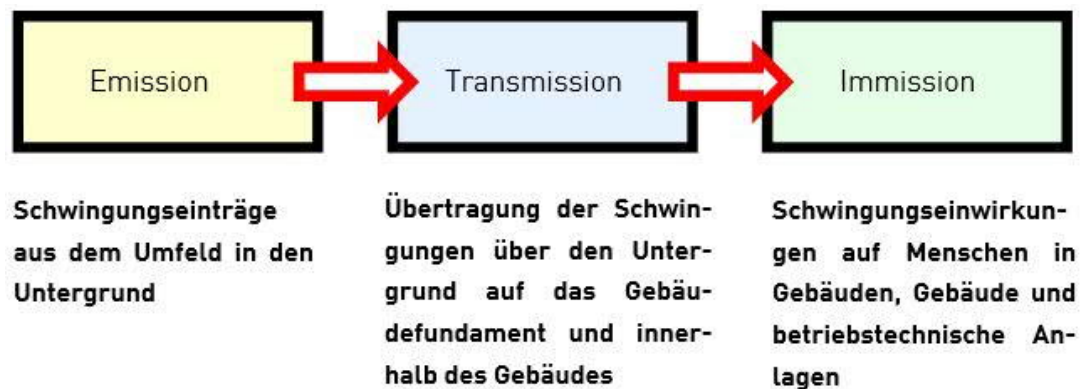 Emission
Transmission
Immission
Schwingungseinträge
aus dem Umfeld in den
Untergrund
Übertragung der Schwin-
gungen über den Unter-
grund auf das Gebäu-
defundament und inner-
halb des Gebäudes
Schwingungseinwirkun-
gen auf Menschen in
Gebäuden, Gebäude und
betriebstechnische An-
lagen